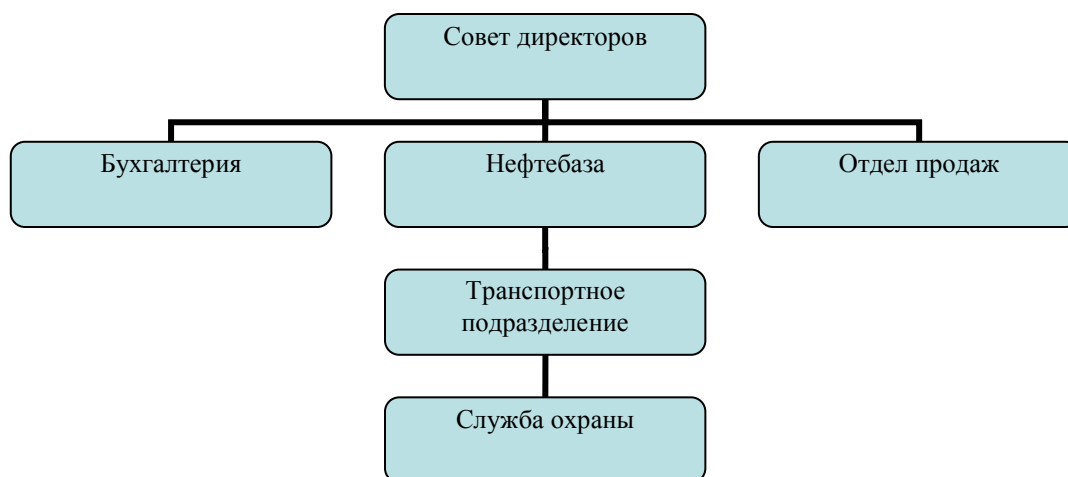 Совет директоров
Бухгалтерия
Нефтебаза
Отдел продаж
Транспортное
подразделение
Служба охраны